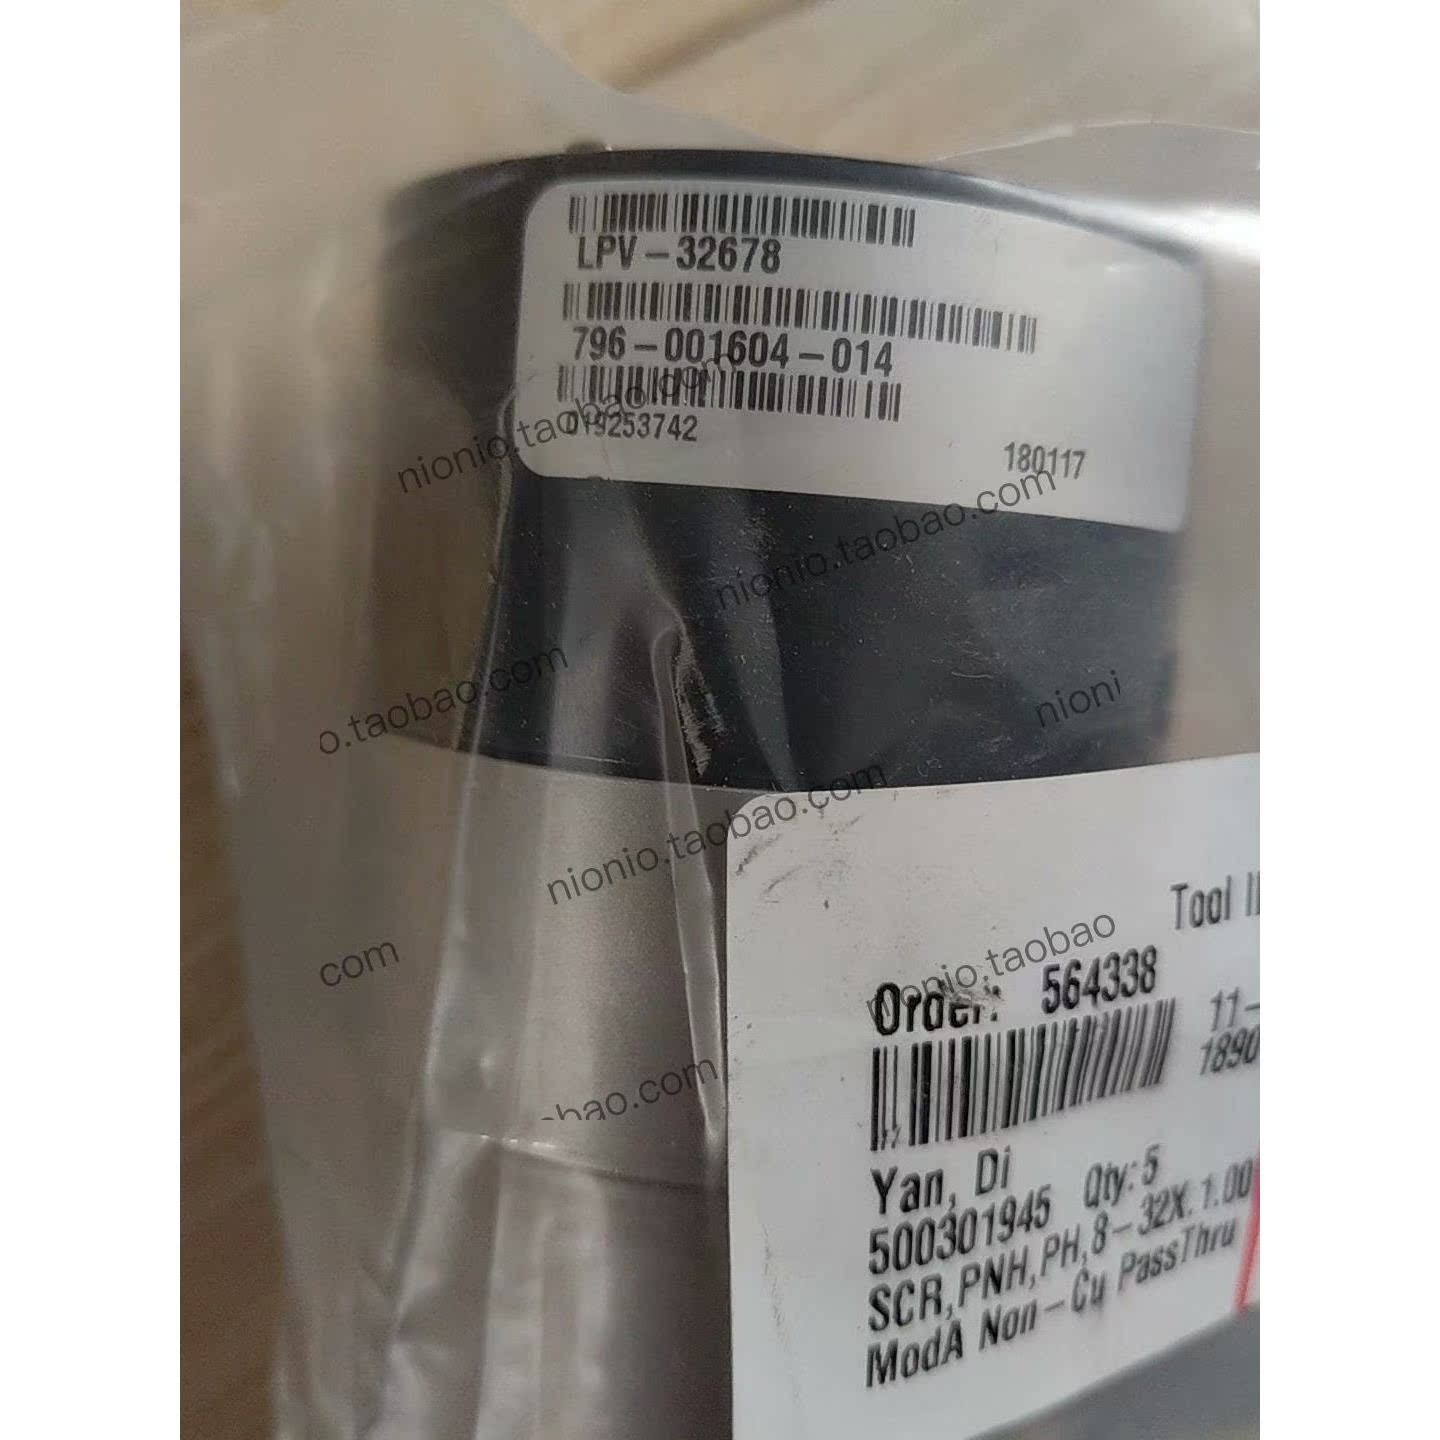 LPV-32678
796-001604-014
019253742
180117
nionio.taobao.com
nionio.taobao.com
o.taobao.com
nioni
nionio.taobao.com
com
nionio.taobao
obao.com
Tool
Order: 564338
11-
1890
Yan, Di
500301945 Qty: 5
SCR,PNH,PH,8-32X.1.00
ModA Non-Cu PassThru